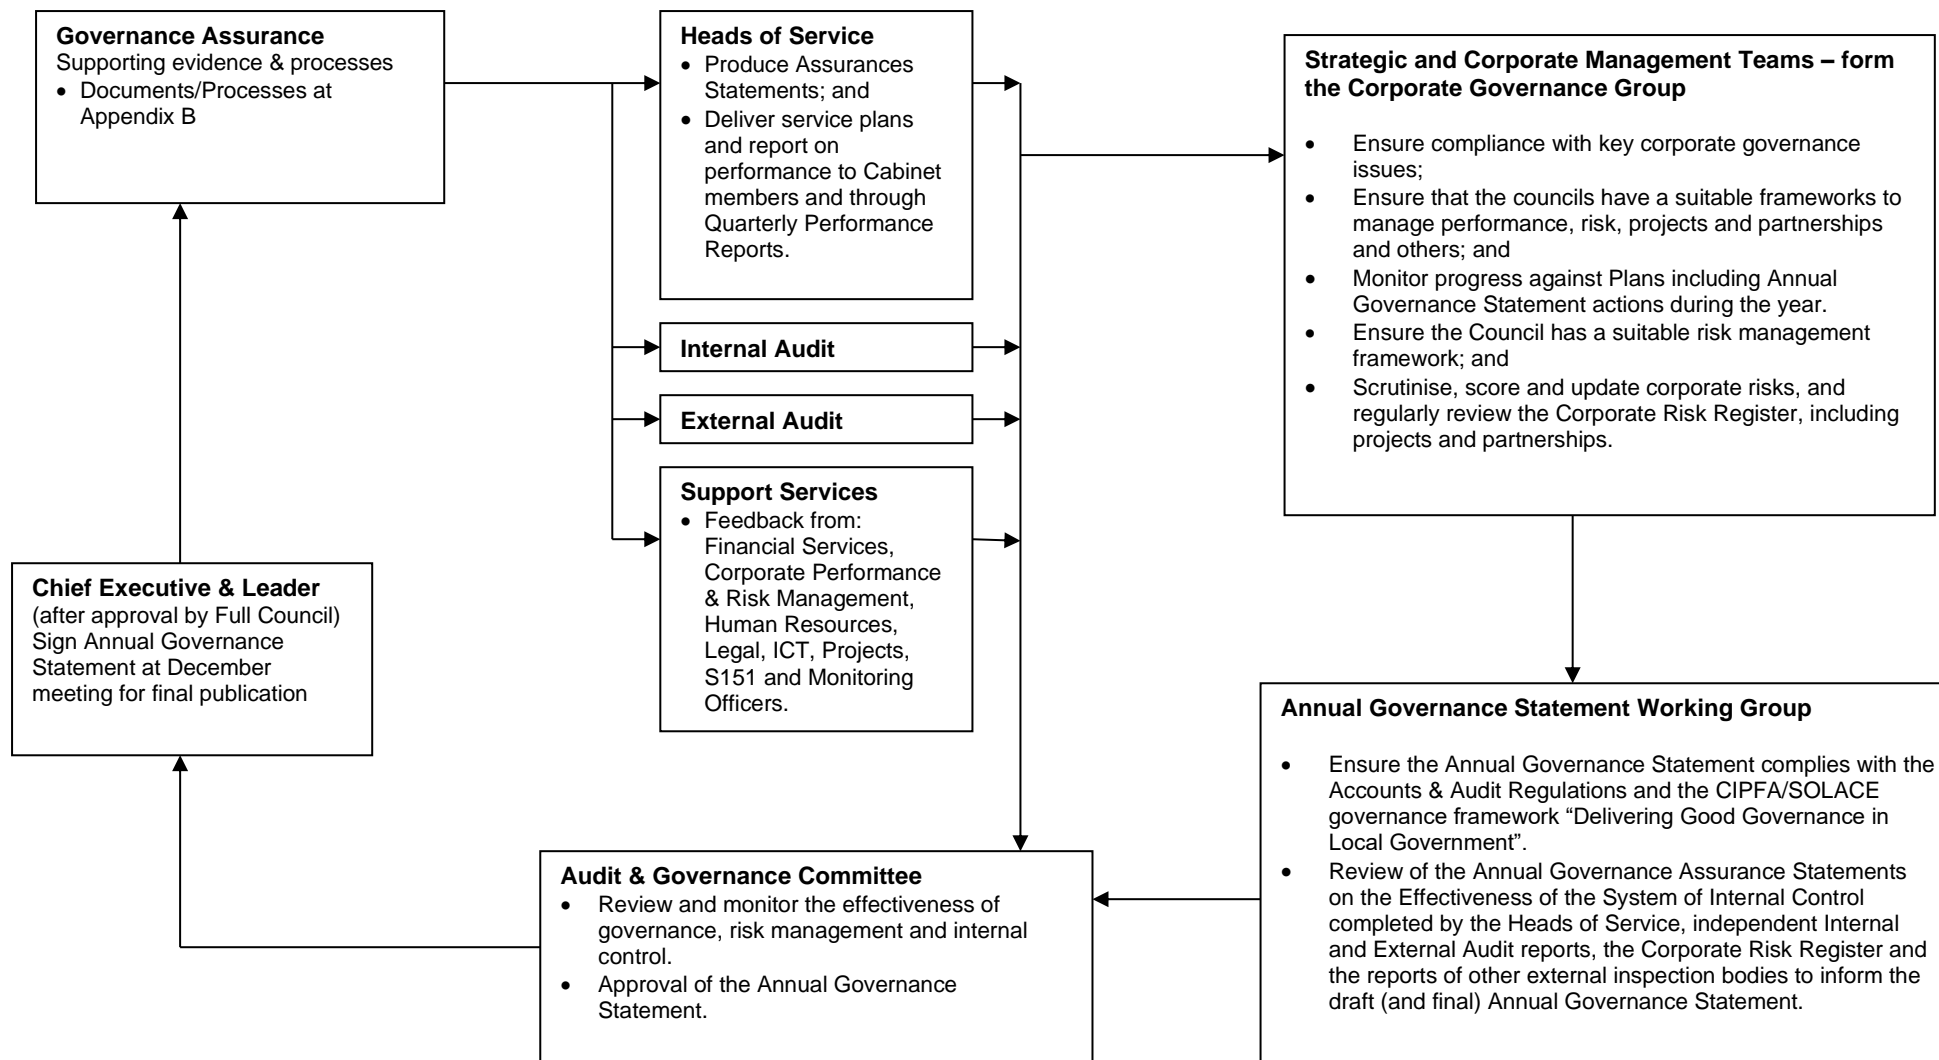 Governance Assurance
Supporting evidence & processes
• Documents/Processes at
Appendix B
Heads of Service
• Produce Assurances
Statements; and
• Deliver service plans
and report on
performance to Cabinet
members and through
Quarterly Performance
Reports.
Internal Audit
External Audit
Support Services
• Feedback from:
Financial Services,
Corporate Performance
& Risk Management,
Human Resources,
Legal, ICT, Projects,
S151 and Monitoring
Officers.
Strategic and Corporate Management Teams – form
the Corporate Governance Group
• Ensure compliance with key corporate governance
issues;
• Ensure that the councils have a suitable frameworks to
manage performance, risk, projects and partnerships
and others; and
• Monitor progress against Plans including Annual
Governance Statement actions during the year.
• Ensure the Council has a suitable risk management
framework; and
• Scrutinise, score and update corporate risks, and
regularly review the Corporate Risk Register, including
projects and partnerships.
Annual Governance Statement Working Group
• Ensure the Annual Governance Statement complies with the
Accounts & Audit Regulations and the CIPFA/SOLACE
governance framework “Delivering Good Governance in
Local Government”.
• Review of the Annual Governance Assurance Statements
on the Effectiveness of the System of Internal Control
completed by the Heads of Service, independent Internal
and External Audit reports, the Corporate Risk Register and
the reports of other external inspection bodies to inform the
draft (and final) Annual Governance Statement.
Audit & Governance Committee
• Review and monitor the effectiveness of
governance, risk management and internal
control.
• Approval of the Annual Governance
Statement.
Chief Executive & Leader
(after approval by Full Council)
Sign Annual Governance
Statement at December
meeting for final publication